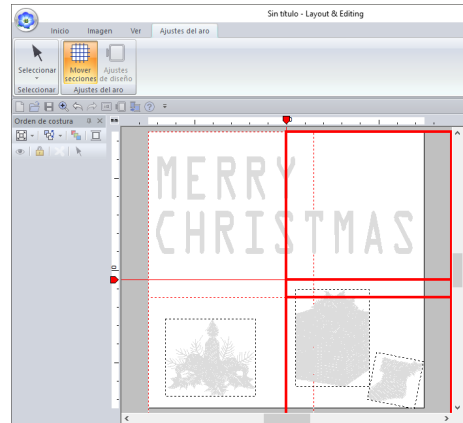 Sin título - Layout & Editing
Inicio Imagen Ver Ajustes del aro
Seleccionar
Mover secciones
Ajustes de diseño
Seleccionar Ajustes del aro
Orden de costura
MERRY
CHRISTMAS